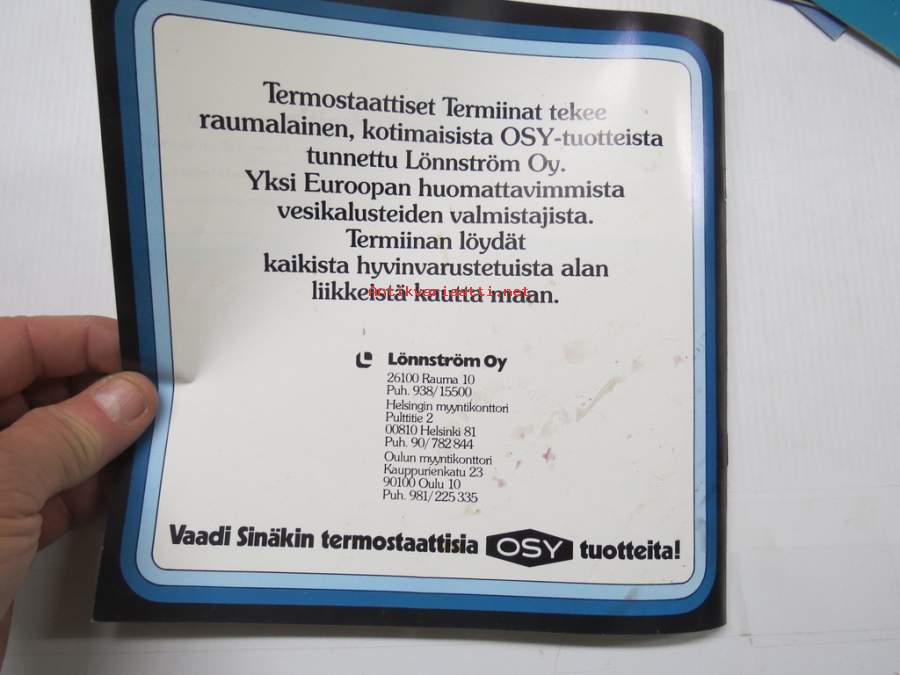 Termostaattiset Termiinat tekee
raumalainen, kotimaisista OSY-tuotteista
tunnettu Lönnström Oy.
Yksi Euroopan huomattavimmista
vesikalusteiden valmistajista.
Termiinan löydät
kaikista hyvinvarustetuista alan
liikkeistä kautta maan.
antikvariaatti.net
Lönnström Oy
26100 Rauma 10
Puh. 938/15500
Helsingin myyntikonttori
Pulttitie 2
00810 Helsinki 81
Puh. 90/782 844
Oulun myyntikonttori
Kauppurienkatu 23
90100 Oulu 10
Puh. 981/225 335
Vaadi Sinäkin termostaattisia OSY tuotteita!